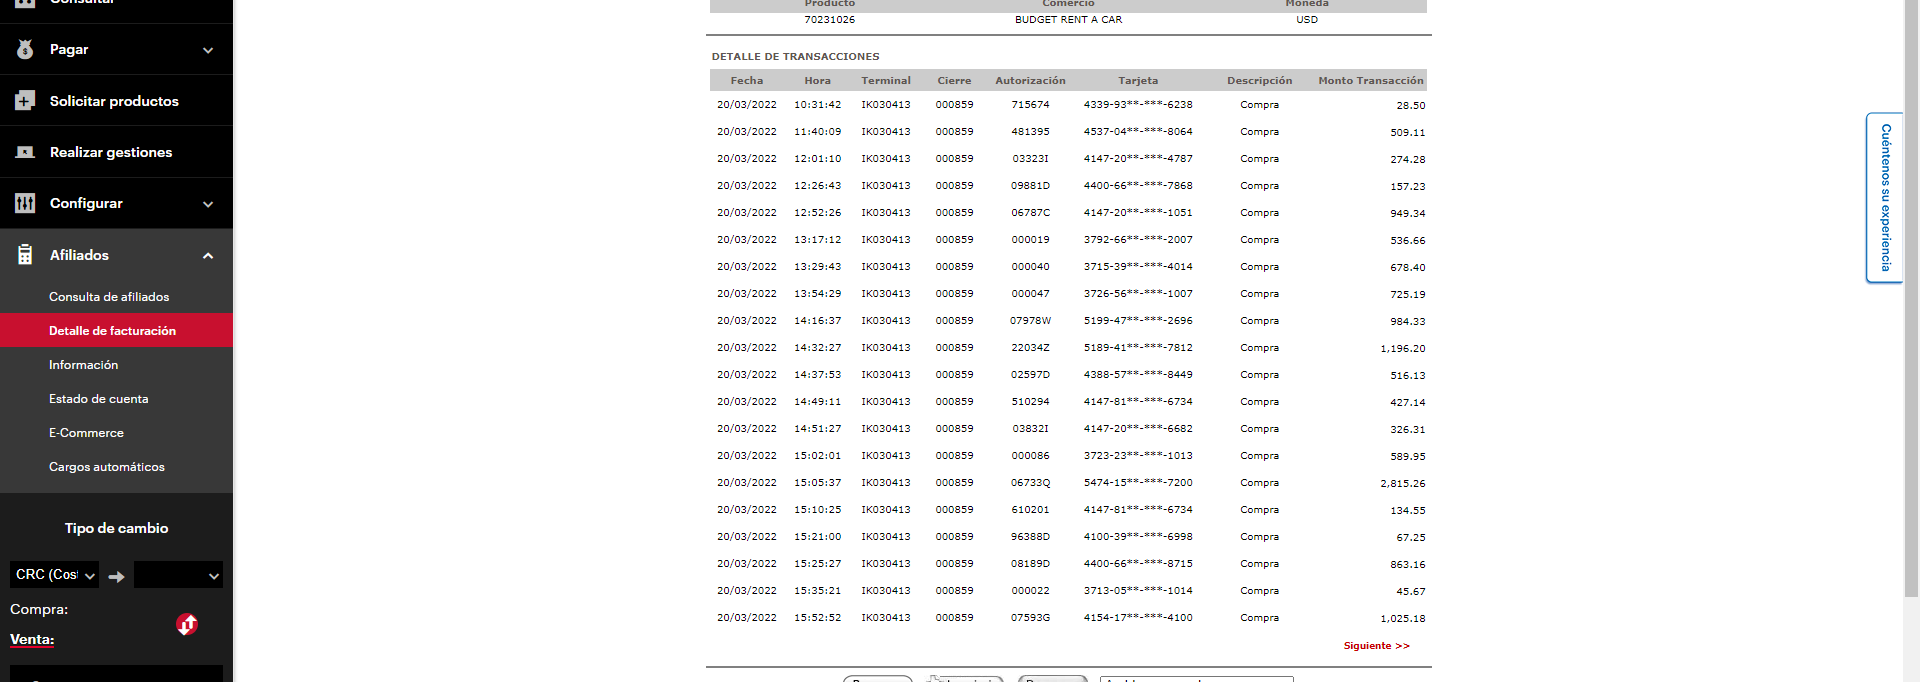 Consultar
Pagar
Solicitar productos
Realizar gestiones
Configurar
Afiliados
Consulta de afiliados
Detalle de facturación
Información
Estado de cuenta
E-Commerce
Cargos automáticos
Tipo de cambio
CRC (Cost
Compra:
Venta:
Producto Comercio Moneda
70231026 BUDGET RENT A CAR USD
DETALLE DE TRANSACCIONES
Fecha Hora Terminal Cierre Autorización Tarjeta Descripción Monto Transacción
20/03/2022 10:31:42 IK030413 000859 715674 4339-93**-***-6238 Compra 28.50
20/03/2022 11:40:09 IK030413 000859 481395 4537-04**-***-8064 Compra 509.11
20/03/2022 12:01:10 IK030413 000859 03323I 4147-20**-***-4787 Compra 274.28
20/03/2022 12:26:43 IK030413 000859 09881D 4400-66**-***-7868 Compra 157.23
20/03/2022 12:52:26 IK030413 000859 06787C 4147-20**-***-1051 Compra 949.34
20/03/2022 13:17:12 IK030413 000859 000019 3792-66**-***-2007 Compra 536.66
20/03/2022 13:29:43 IK030413 000859 000040 3715-39**-***-4014 Compra 678.40
20/03/2022 13:54:29 IK030413 000859 000047 3726-56**-***-1007 Compra 725.19
20/03/2022 14:16:37 IK030413 000859 07978W 5199-47**-***-2696 Compra 984.33
20/03/2022 14:32:27 IK030413 000859 22034Z 5189-41**-***-7812 Compra 1,196.20
20/03/2022 14:37:53 IK030413 000859 02597D 4388-57**-***-8449 Compra 516.13
20/03/2022 14:49:11 IK030413 000859 510294 4147-81**-***-6734 Compra 427.14
20/03/2022 14:51:27 IK030413 000859 03832I 4147-20**-***-6682 Compra 326.31
20/03/2022 15:02:01 IK030413 000859 000086 3723-23**-***-1013 Compra 589.95
20/03/2022 15:05:37 IK030413 000859 06733Q 5474-15**-***-7200 Compra 2,815.26
20/03/2022 15:10:25 IK030413 000859 610201 4147-81**-***-6734 Compra 134.55
20/03/2022 15:21:00 IK030413 000859 96388D 4100-39**-***-6998 Compra 67.25
20/03/2022 15:25:27 IK030413 000859 08189D 4400-66**-***-8715 Compra 863.16
20/03/2022 15:35:21 IK030413 000859 000022 3713-05**-***-1014 Compra 45.67
20/03/2022 15:52:52 IK030413 000859 07593G 4154-17**-***-4100 Compra 1,025.18
Siguiente >>
Cuéntenos su experiencia